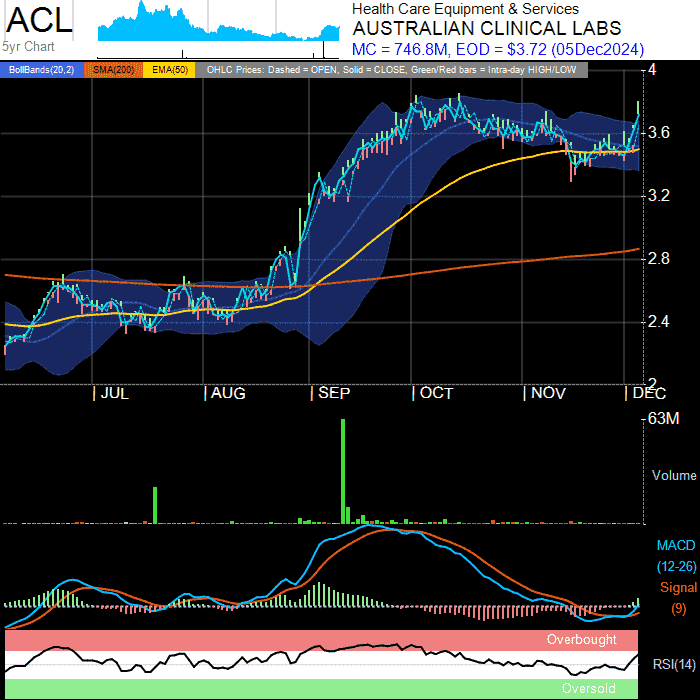 ACL
5yr Chart
Health Care Equipment & Services
AUSTRALIAN CLINICAL LABS
MC = 746.8M, EOD = $3.72 (05Dec2024)
BollBands(20,2) SMA(200) EMA(50) OHLC Prices: Dashed = OPEN, Solid = CLOSE, Green/Red bars = Intra-day HIGH/LOW
4
3.6
3.2
2.8
2.4
2
JUL AUG SEP OCT NOV DEC
63M
Volume
MACD
(12-26)
Signal
(9)
Overbought
RSI(14)
Oversold